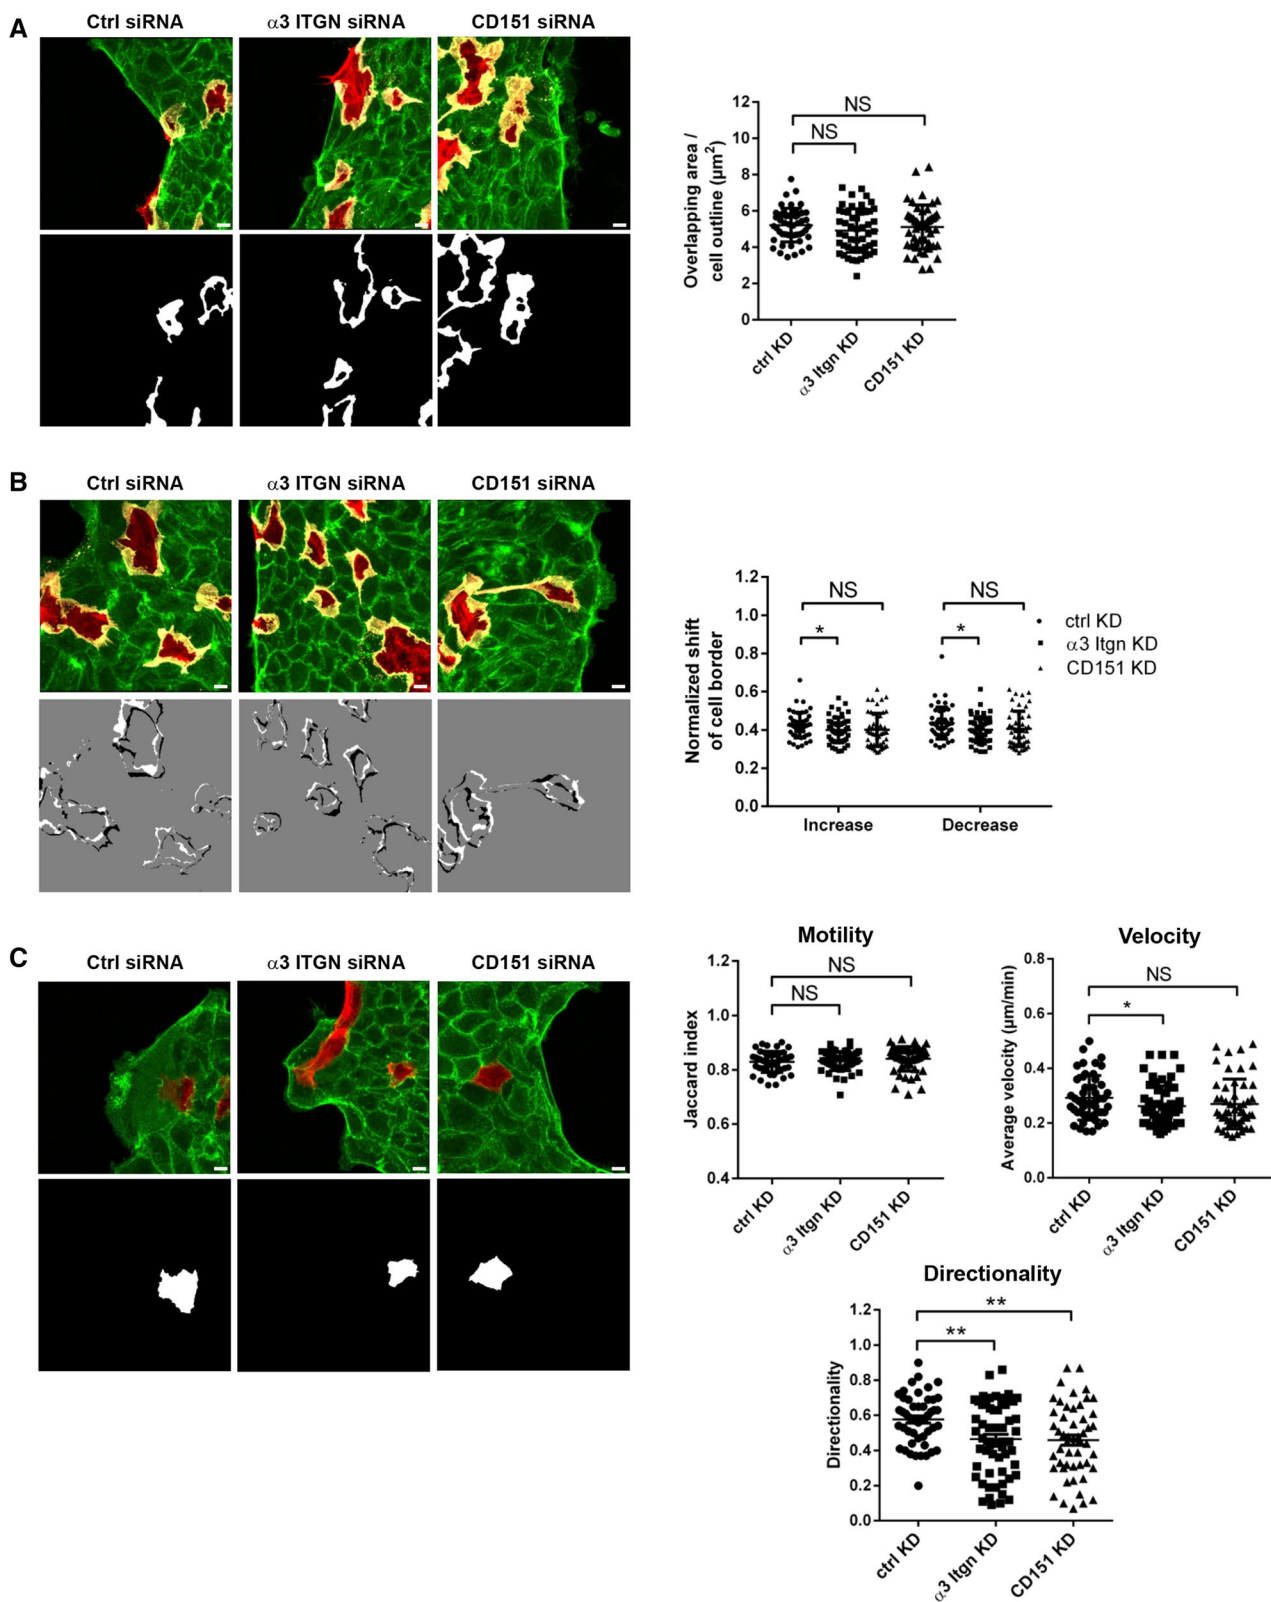 A
Ctrl siRNA
α3 ITGN siRNA
CD151 siRNA
Overlapping area /
cell outline (μm²)
12
10
8
6
4
2
0
NS
NS
ctrl KD
α3 Itgn KD
CD151 KD
B
Ctrl siRNA
α3 ITGN siRNA
CD151 siRNA
Normalized shift
of cell border
1.2
1.0
0.8
0.6
0.4
0.2
0.0
NS
NS
*
*
Increase
Decrease
ctrl KD
α3 Itgn KD
CD151 KD
C
Ctrl siRNA
α3 ITGN siRNA
CD151 siRNA
Motility
Jaccard index
1.2
1.0
0.8
0.6
0.4
NS
NS
ctrl KD
α3 Itgn KD
CD151 KD
Velocity
Average velocity (μm/min)
0.8
0.6
0.4
0.2
0.0
NS
*
ctrl KD
α3 Itgn KD
CD151 KD
Directionality
Directionality
1.2
1.0
0.8
0.6
0.4
0.2
0.0
**
**
ctrl KD
α3 Itgn KD
CD151 KD